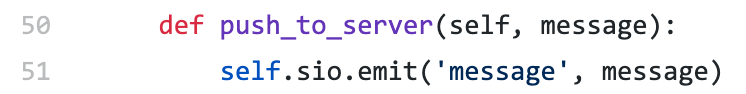 50 def push_to_server(self, message):
51 self.sio.emit('message', message)